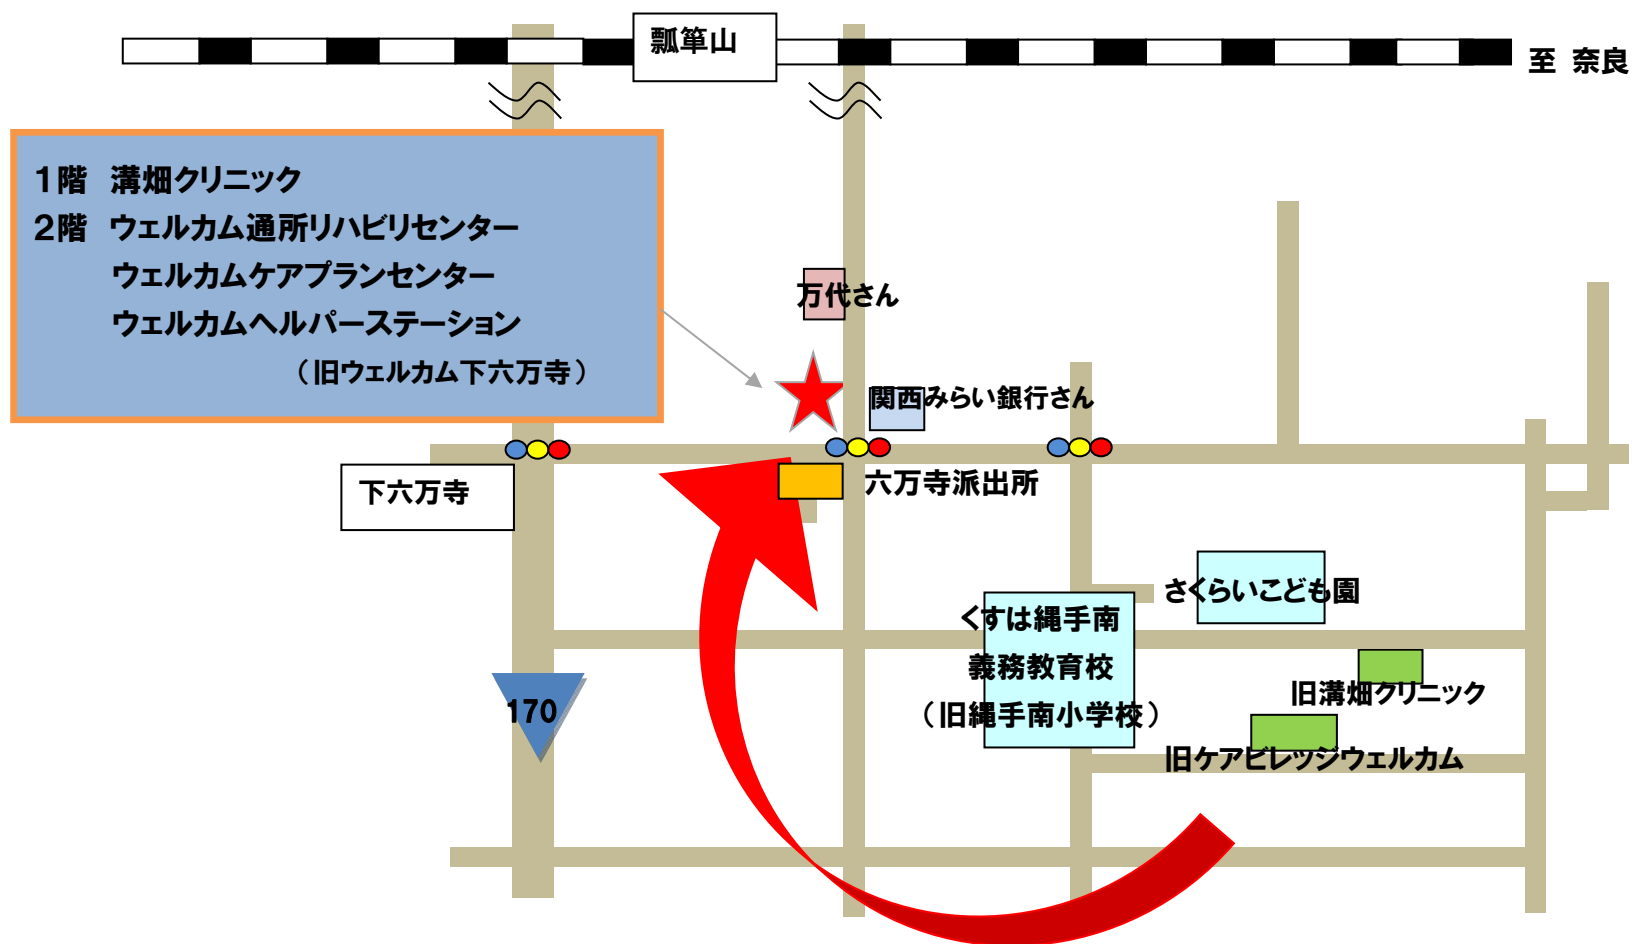 瓢箪山
至 奈良
1階 溝畑クリニック
2階 ウェルカム通所リハビリセンター
ウェルカムケアプランセンター
ウェルカムヘルパーステーション
（旧ウェルカム下六万寺）
万代さん
関西みらい銀行さん
下六万寺
六万寺派出所
さくらいこども園
くすは縄手南
義務教育校
（旧縄手南小学校）
旧溝畑クリニック
170
旧ケアビレッジウェルカム